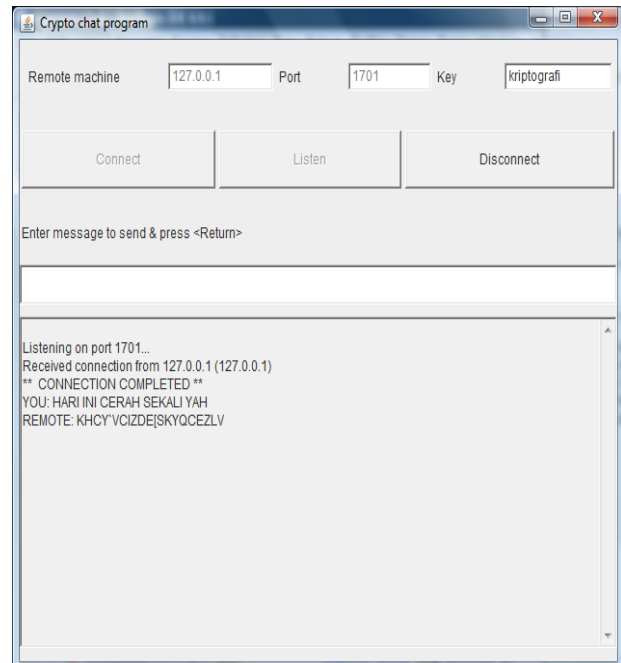 Crypto chat program
Remote machine 127.0.0.1 Port 1701 Key kriptografi
Connect Listen Disconnect
Enter message to send & press <Return>
Listening on port 1701...
Received connection from 127.0.0.1 (127.0.0.1)
** CONNECTION COMPLETED **
YOU: HARI INI CERAH SEKALI YAH
REMOTE: KHCY`VCIZDE[SKYQCEZLV